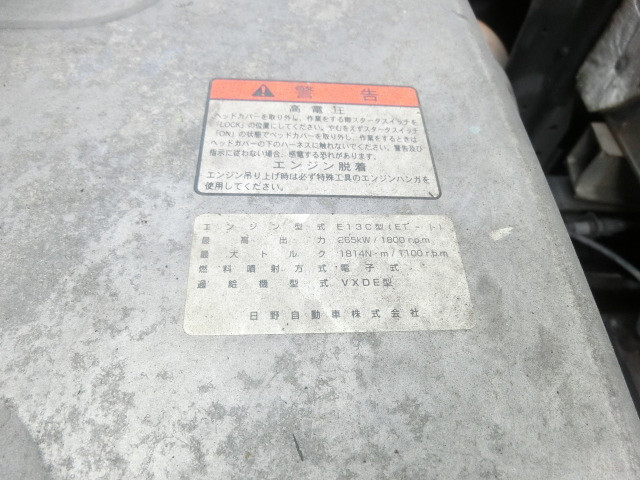 警告
高電圧
ヘッドカバーを取り外し、作業をする際スタータスイッチを
「LOCK」の位置にしてください。やむをえずスタータスイッチ
「ON」の状態でヘッドカバーを取り外し、作業をするときは
ヘッドカバーの下のハーネスに触れないでください。警告及び
指示に従わない場合、感電する恐れがあります。
エンジン脱着
エンジン吊り上げ時は必ず特殊工具のエンジンハンガを
使用してください。
エンジン型式 E13C型(ET-Ⅰ)
最高出力 265kW/1800r.p.m
最大トルク 1814N・m/1100r.p.m
燃料噴射方式 電子式
過給機型式 VXDE型
日野自動車株式会社